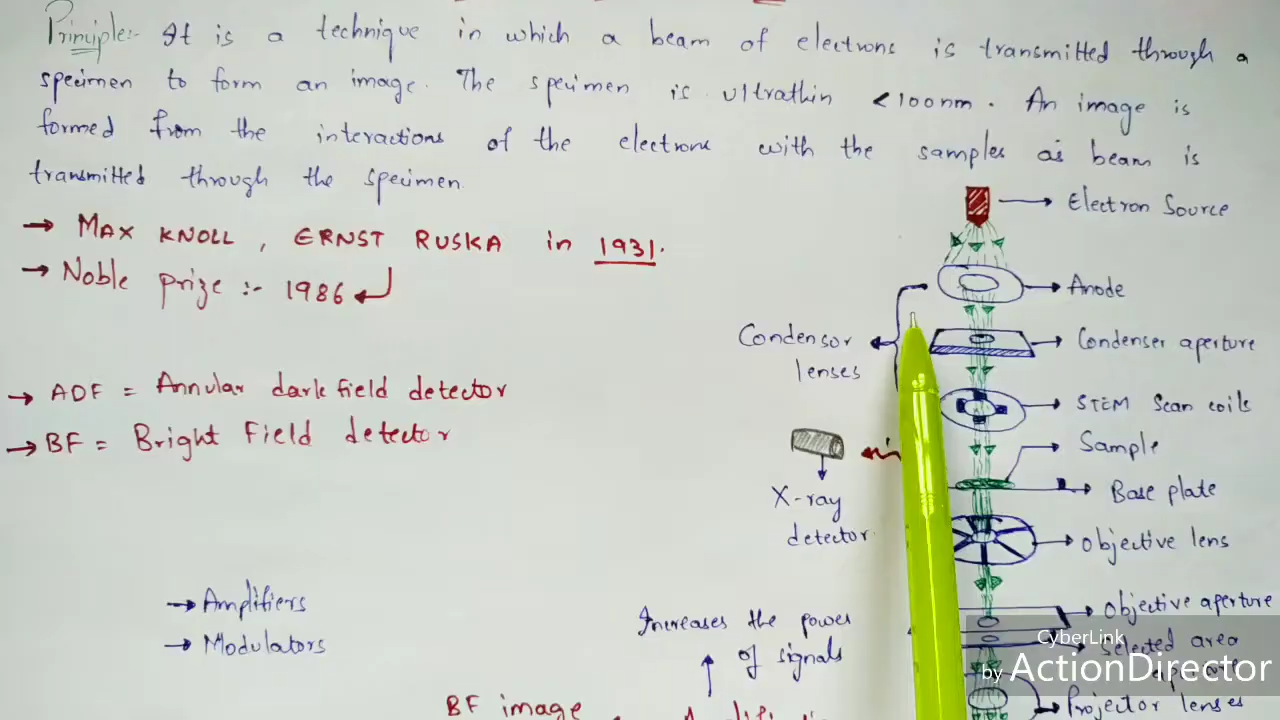 Principle:- It is a technique in which a beam of electrons is transmitted through a
specimen to form an image. The specimen is ultrathin <100nm. An image is
formed from the interactions of the electrons with the samples as beam is
transmitted through the specimen.
→ MAX KNOLL, ERNST RUSKA in 1931.
→ Noble prize :- 1986
→ ADF = Annular dark field detector
→ BF = Bright Field detector
→ Amplifiers
→ Modulators
Electron Source
Anode
Condensor
lenses
Condenser aperture
STEM Scan coils
Sample
X-ray
detector
Base plate
Objective lens
Increases the power
of signals
Objective aperture
Selected area
Projector lenses
BF image
CyberLink
by ActionDirector